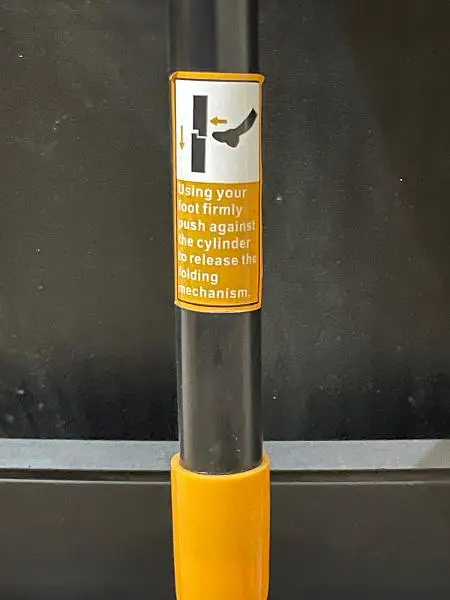 Using your
foot firmly
push against
the cylinder
to release the
folding
mechanism.